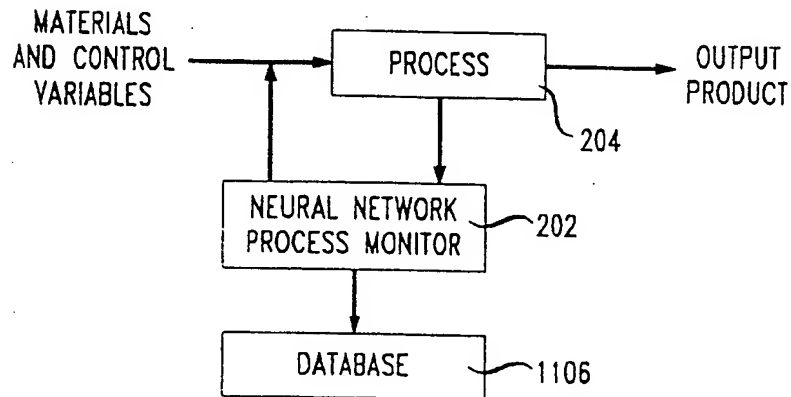 MATERIALS
AND CONTROL
VARIABLES
PROCESS
OUTPUT
PRODUCT
204
NEURAL NETWORK
PROCESS MONITOR
202
DATABASE
1106